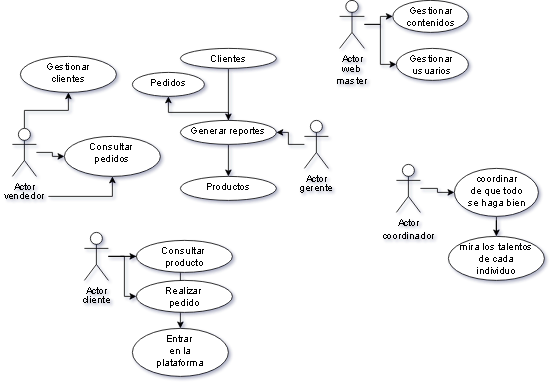 Gestionar
contenidos
Actor
web
master
Gestionar
usuarios
Gestionar
clientes
Clientes
Pedidos
Generar reportes
Actor
gerente
Productos
Consultar
pedidos
Actor
vendedor
coordinar
de que todo
se haga bien
Actor
coordinador
mira los talentos
de cada
individuo
Consultar
producto
Actor
cliente
Realizar
pedido
Entrar
en la
plataforma